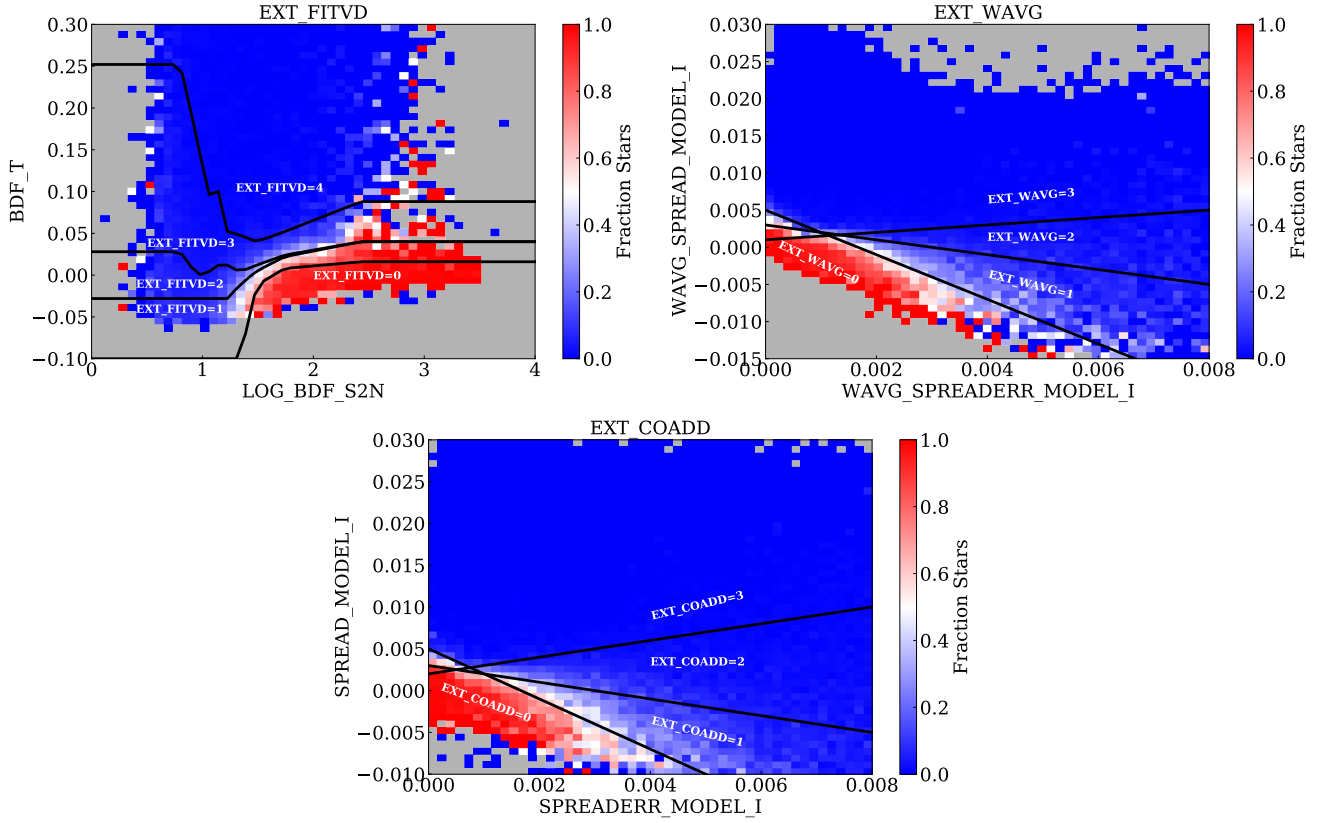 EXT_FITVD
0.30
0.25
0.20
0.15
0.10
0.05
0.00
−0.05
−0.10
BDF_T
EXT_FITVD=4
EXT_FITVD=3
EXT_FITVD=2
EXT_FITVD=1
EXT_FITVD=0
0 1 2 3 4
LOG_BDF_S2N
1.0
0.8
0.6
0.4
0.2
0.0
Fraction Stars
EXT_WAVG
0.030
0.025
0.020
0.015
0.010
0.005
0.000
−0.005
−0.010
−0.015
WAVG_SPREAD_MODEL_I
EXT_WAVG=3
EXT_WAVG=2
EXT_WAVG=1
EXT_WAVG=0
0.000 0.002 0.004 0.006 0.008
WAVG_SPREADERR_MODEL_I
1.0
0.8
0.6
0.4
0.2
0.0
Fraction Stars
EXT_COADD
0.030
0.025
0.020
0.015
0.010
0.005
0.000
−0.005
−0.010
SPREAD_MODEL_I
EXT_COADD=3
EXT_COADD=2
EXT_COADD=1
EXT_COADD=0
0.000 0.002 0.004 0.006 0.008
SPREADERR_MODEL_I
1.0
0.8
0.6
0.4
0.2
0.0
Fraction Stars